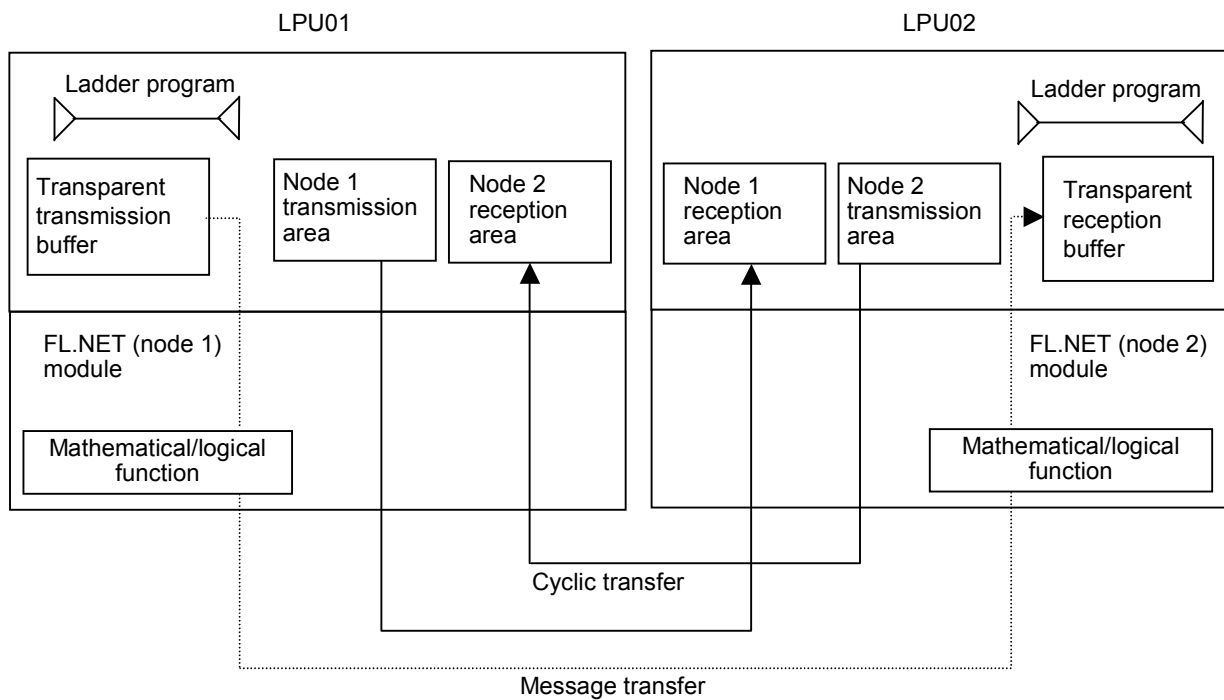 LPU01
LPU02
Ladder program
Ladder program
Transparent
transmission
buffer
Node 1
transmission
area
Node 2
reception
area
Node 1
reception
area
Node 2
transmission
area
Transparent
reception
buffer
FL.NET (node 1)
module
FL.NET (node 2)
module
Mathematical/logical
function
Mathematical/logical
function
Cyclic transfer
Message transfer